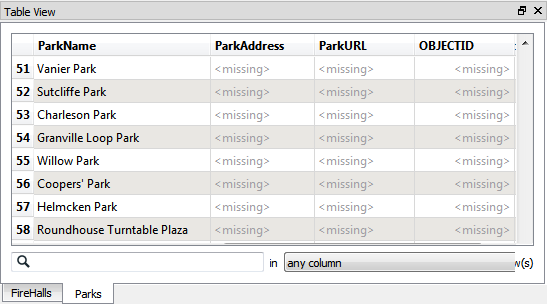 Table View
ParkName ParkAddress ParkURL OBJECTID
51 Vanier Park <missing> <missing> <missing>
52 Sutcliffe Park <missing> <missing> <missing>
53 Charleson Park <missing> <missing> <missing>
54 Granville Loop Park <missing> <missing> <missing>
55 Willow Park <missing> <missing> <missing>
56 Coopers' Park <missing> <missing> <missing>
57 Helmcken Park <missing> <missing> <missing>
58 Roundhouse Turntable Plaza <missing> <missing> <missing>
in any column w(s)
FireHalls Parks